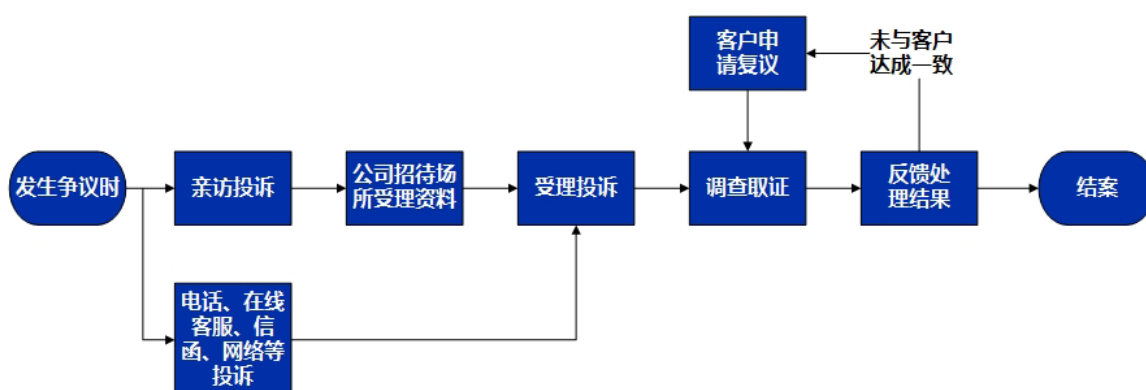 客户申
请复议
未与客户
达成一致
发生争议时
亲访投诉
公司招待场
所受理资料
受理投诉
调查取证
反馈处
理结果
结案
电话、在线
客服、信
函、网络等
投诉